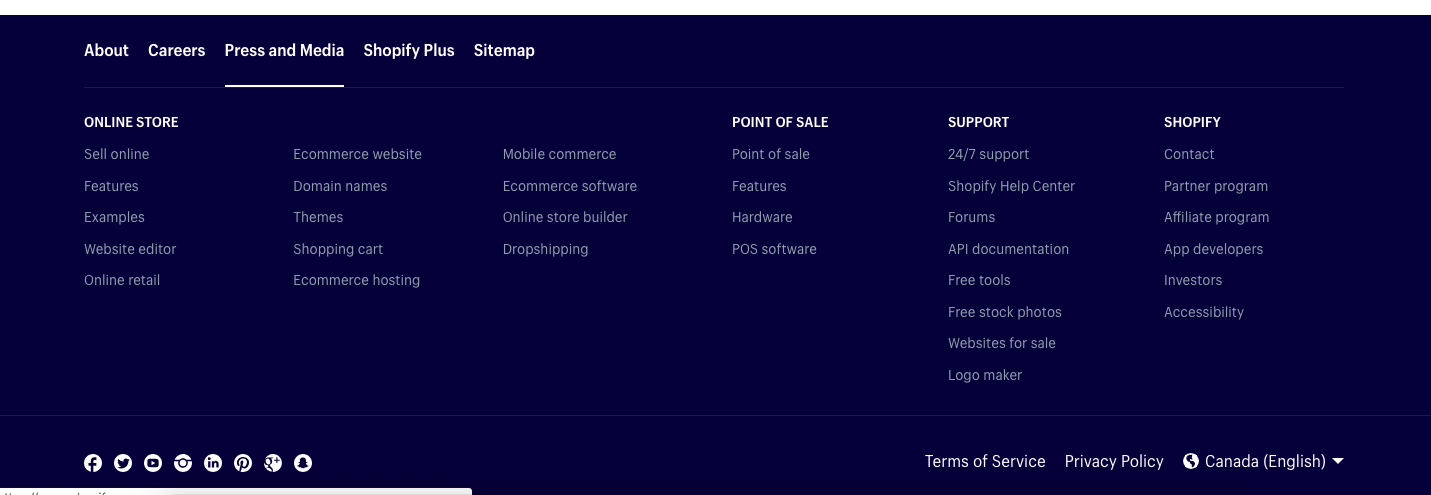 About Careers Press and Media Shopify Plus Sitemap
ONLINE STORE POINT OF SALE SUPPORT SHOPIFY
Sell online Ecommerce website Mobile commerce Point of sale 24/7 support Contact
Features Domain names Ecommerce software Features Shopify Help Center Partner program
Examples Themes Online store builder Hardware Forums Affiliate program
Website editor Shopping cart Dropshipping POS software API documentation App developers
Online retail Ecommerce hosting Free tools Investors
Free stock photos Accessibility
Websites for sale
Logo maker
Terms of Service Privacy Policy Canada (English)